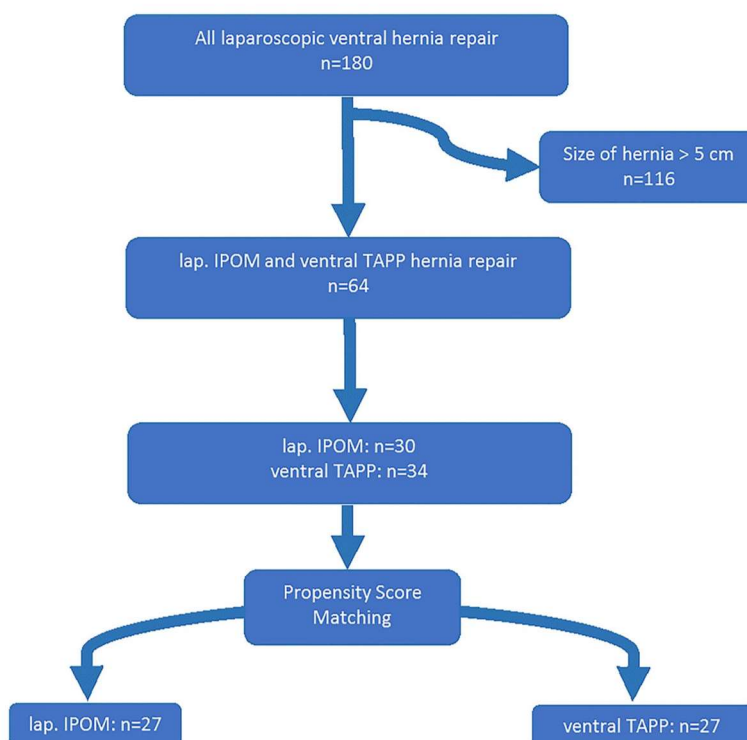 All laparoscopic ventral hernia repair
n=180
Size of hernia > 5 cm
n=116
lap. IPOM and ventral TAPP hernia repair
n=64
lap. IPOM: n=30
ventral TAPP: n=34
Propensity Score
Matching
lap. IPOM: n=27
ventral TAPP: n=27